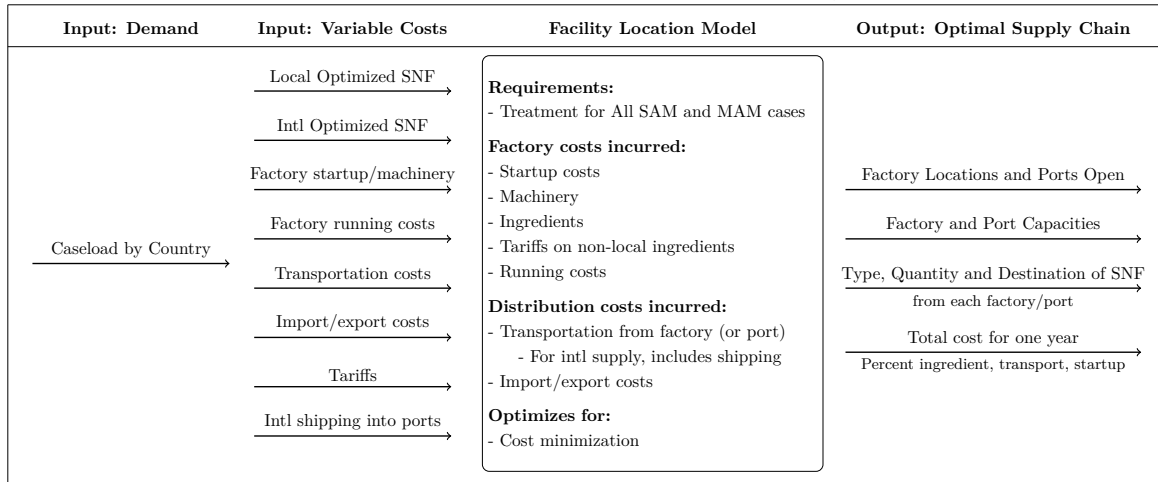 Input: Demand
Input: Variable Costs
Facility Location Model
Output: Optimal Supply Chain
Caseload by Country
Local Optimized SNF
Intl Optimized SNF
Factory startup/machinery
Factory running costs
Transportation costs
Import/export costs
Tariffs
Intl shipping into ports
Requirements:
- Treatment for All SAM and MAM cases
Factory costs incurred:
- Startup costs
- Machinery
- Ingredients
- Tariffs on non-local ingredients
- Running costs
Distribution costs incurred:
- Transportation from factory (or port)
- For intl supply, includes shipping
- Import/export costs
Optimizes for:
- Cost minimization
Factory Locations and Ports Open
Factory and Port Capacities
Type, Quantity and Destination of SNF
from each factory/port
Total cost for one year
Percent ingredient, transport, startup